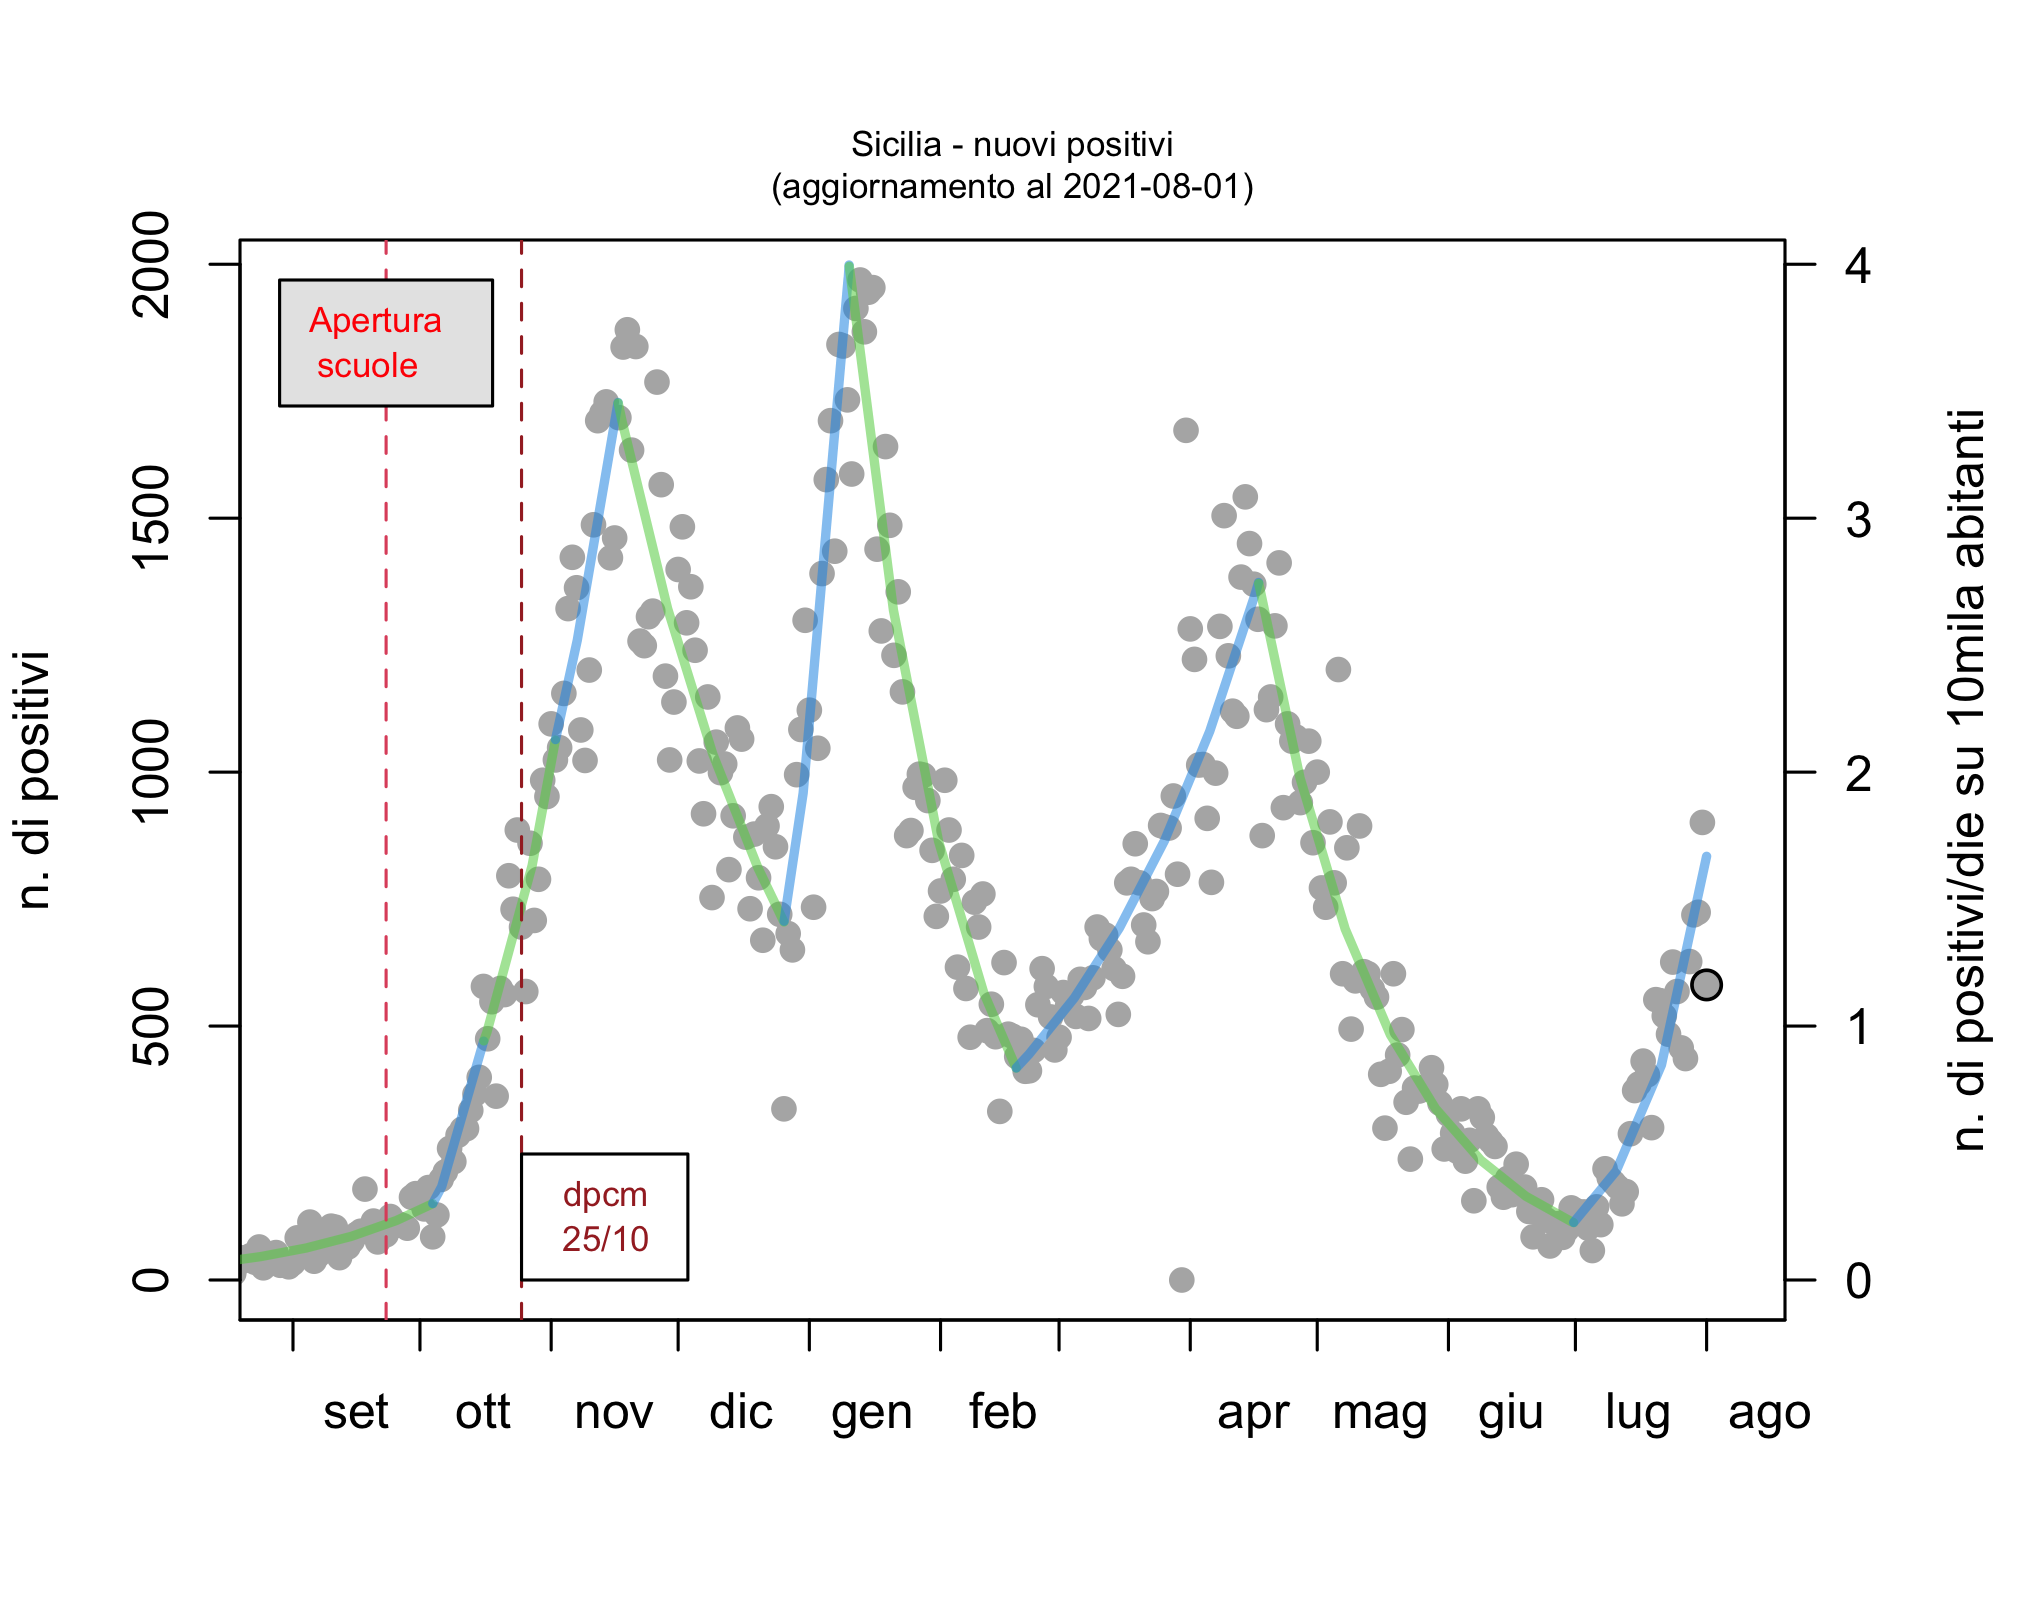 Sicilia - nuovi positivi
(aggiornamento al 2021-08-01)
n. di positivi
0
500
1000
1500
2000
Apertura
scuole
dpcm
25/10
set
ott
nov
dic
gen
feb
apr
mag
giu
lug
ago
0
1
2
3
4
n. di positivi/die su 10mila abitanti